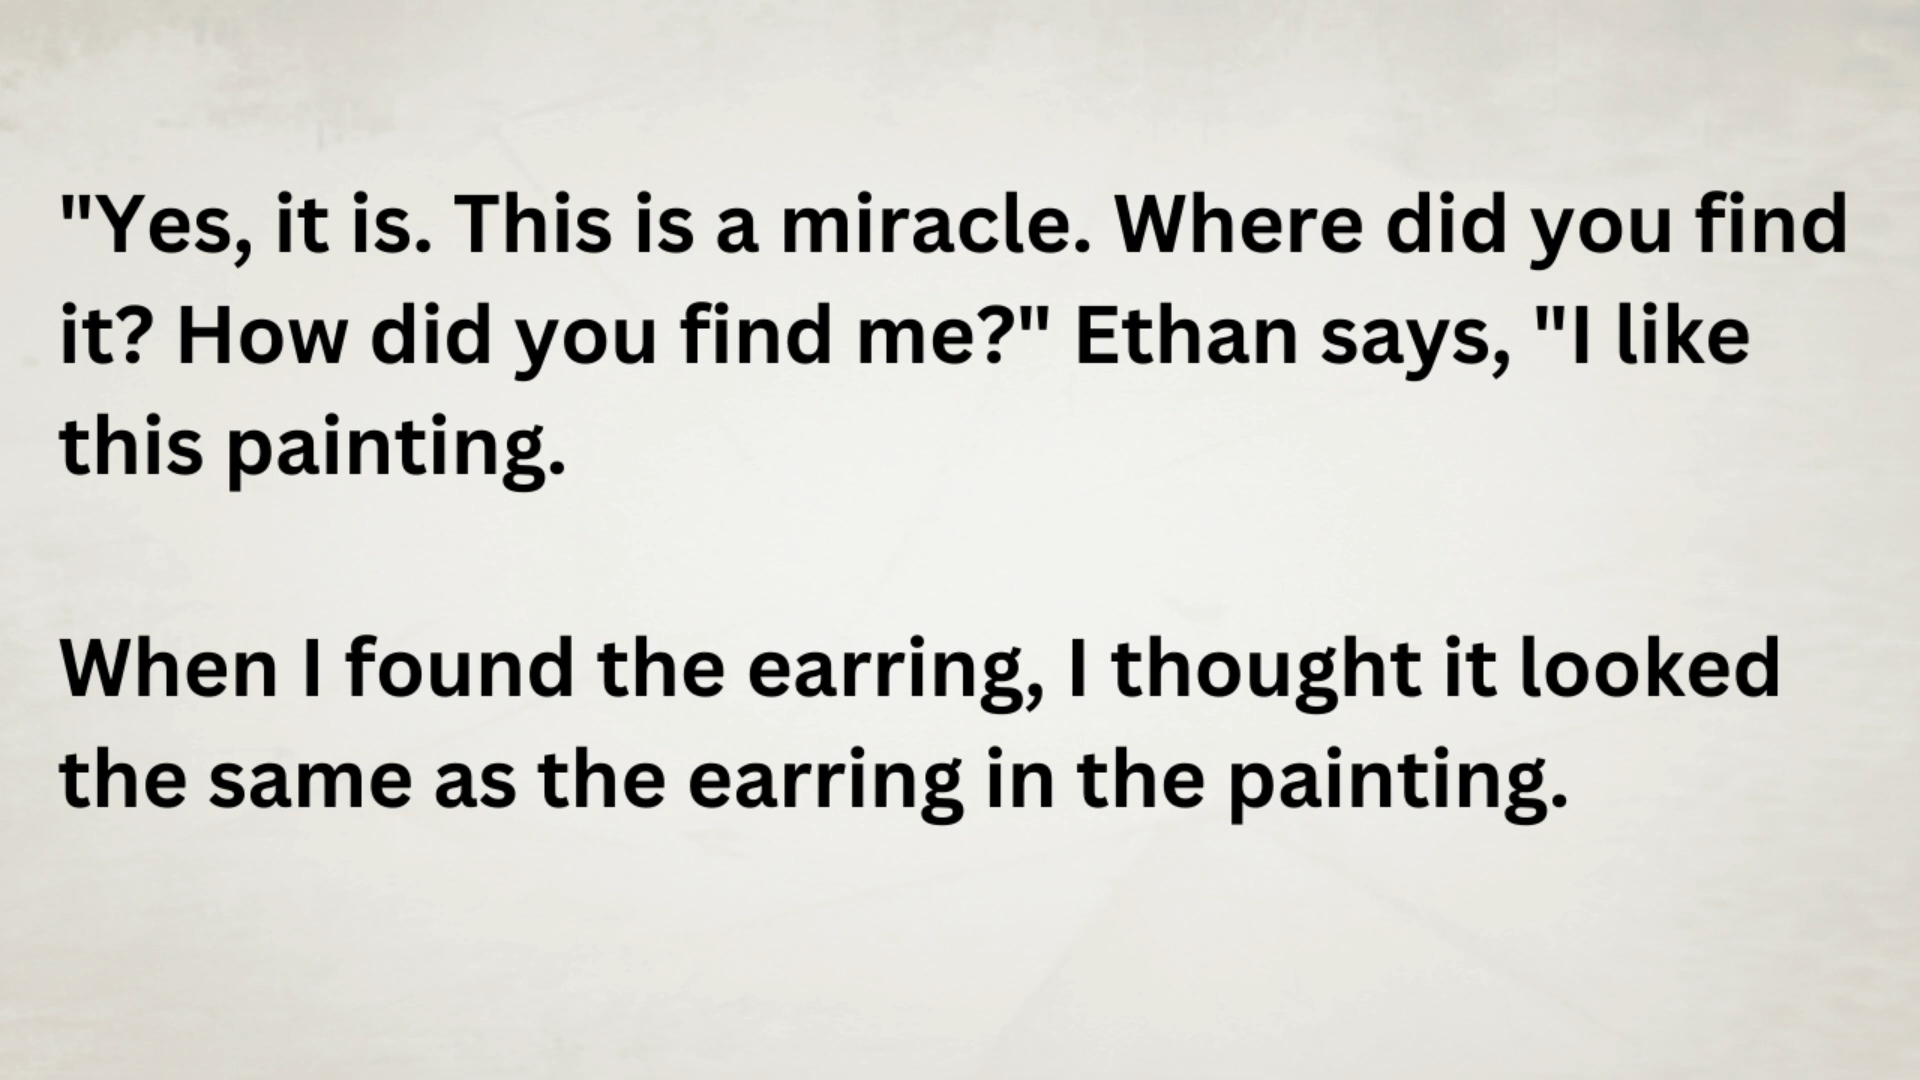 "Yes, it is. This is a miracle. Where did you find
it? How did you find me?" Ethan says, "I like
this painting.
When I found the earring, I thought it looked
the same as the earring in the painting.